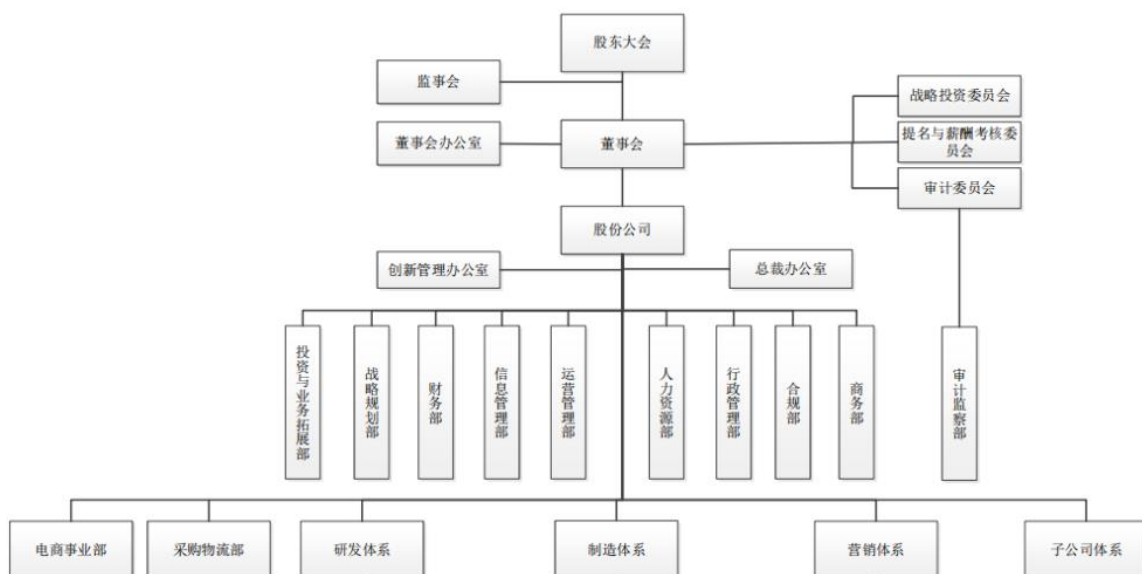 股东大会
监事会
战略投资委员会
董事会办公室
董事会
提名与薪酬考核委
员会
审计委员会
股份公司
创新管理办公室
总裁办公室
投资与业务拓展部
战略规划部
财务部
信息管理部
运营管理部
人力资源部
行政管理部
合规部
商务部
审计监察部
电商事业部
采购物流部
研发体系
制造体系
营销体系
子公司体系